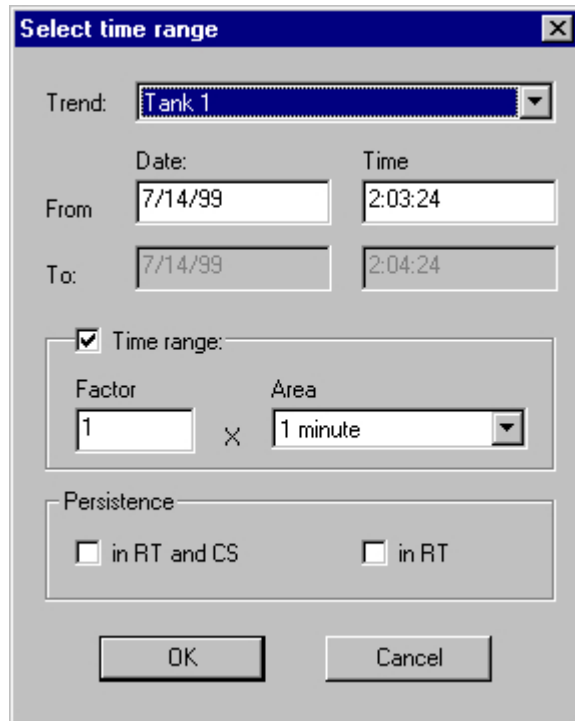 Select time range
Trend: Tank 1
Date: Time
From 7/14/99 2:03:24
To: 7/14/99 2:04:24
Time range:
Factor Area
1 X 1 minute
Persistence
in RT and CS in RT
OK Cancel